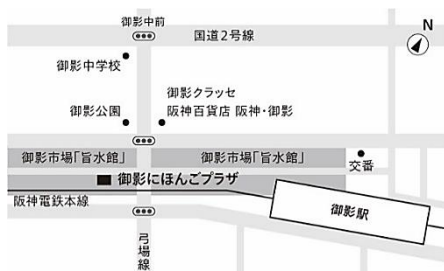 御影中前
国道2号線
N
御影中学校
御影クラッセ
御影公園
阪神百貨店 阪神・御影
御影市場「旨水館」
御影市場「旨水館」
交番
御影にほんごプラザ
阪神電鉄本線
御影駅
弓場線